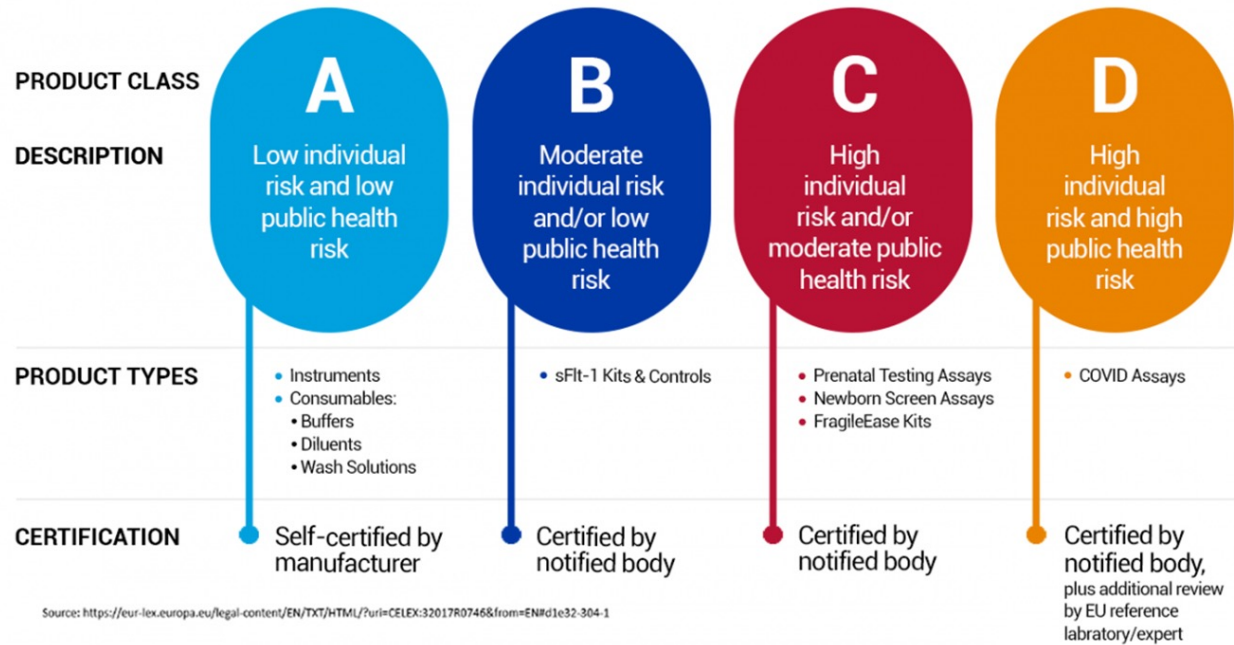 PRODUCT CLASS
A
B
C
D
DESCRIPTION
Low individual
risk and low
public health
risk
Moderate
individual risk
and/or low
public health
risk
High
individual
risk and/or
moderate public
health risk
High
individual
risk and high
public health
risk
PRODUCT TYPES
• Instruments
• Consumables:
• Buffers
• Diluents
• Wash Solutions
• sFlt-1 Kits & Controls
• Prenatal Testing Assays
• Newborn Screen Assays
• FragileEase Kits
• COVID Assays
CERTIFICATION
Self-certified by
manufacturer
Certified by
notified body
Certified by
notified body
Certified by
notified body,
plus additional review
by EU reference
labratory/expert
Source: https://eur-lex.europa.eu/legal-content/EN/TXT/HTML/?uri=CELEX:32017R0746&from=EN#d1e32-304-1